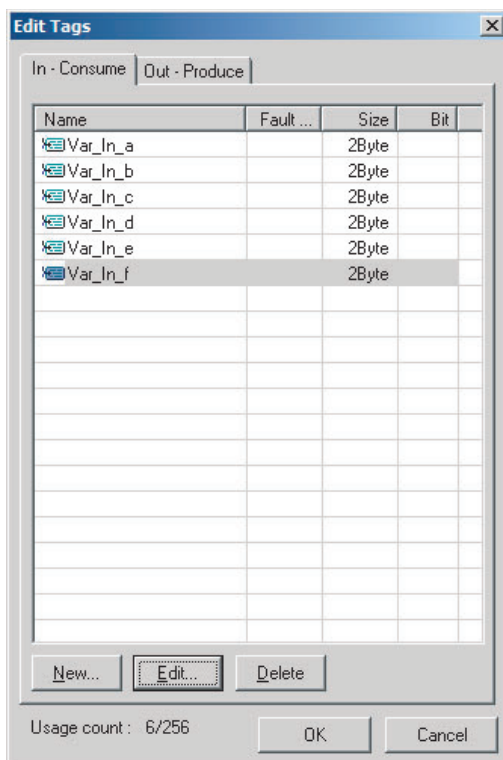 Edit Tags
In - Consume Out - Produce
Name Fault ... Size Bit
Var_In_a 2Byte
Var_In_b 2Byte
Var_In_c 2Byte
Var_In_d 2Byte
Var_In_e 2Byte
Var_In_f 2Byte
New... Edit... Delete
Usage count : 6/256 OK Cancel